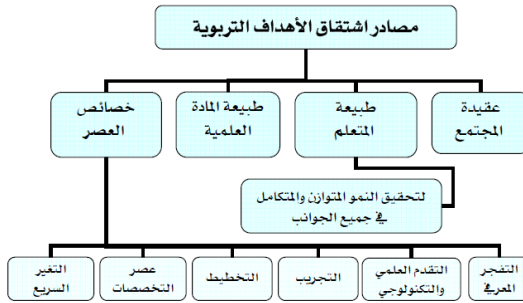 مصادر اشتقاق الأهداف التربوية
عقيدة
المجتمع
طبيعة
المتعلم
طبيعة المادة
العلمية
خصائص
العصر
لتحقيق النمو المتوازن والمتكامل
في جميع الجوانب
التفجر
المعرفي
التقدم العلمي
والتكنولوجي
التجريب
التخطيط
عصر
التخصصات
التغير
السريع